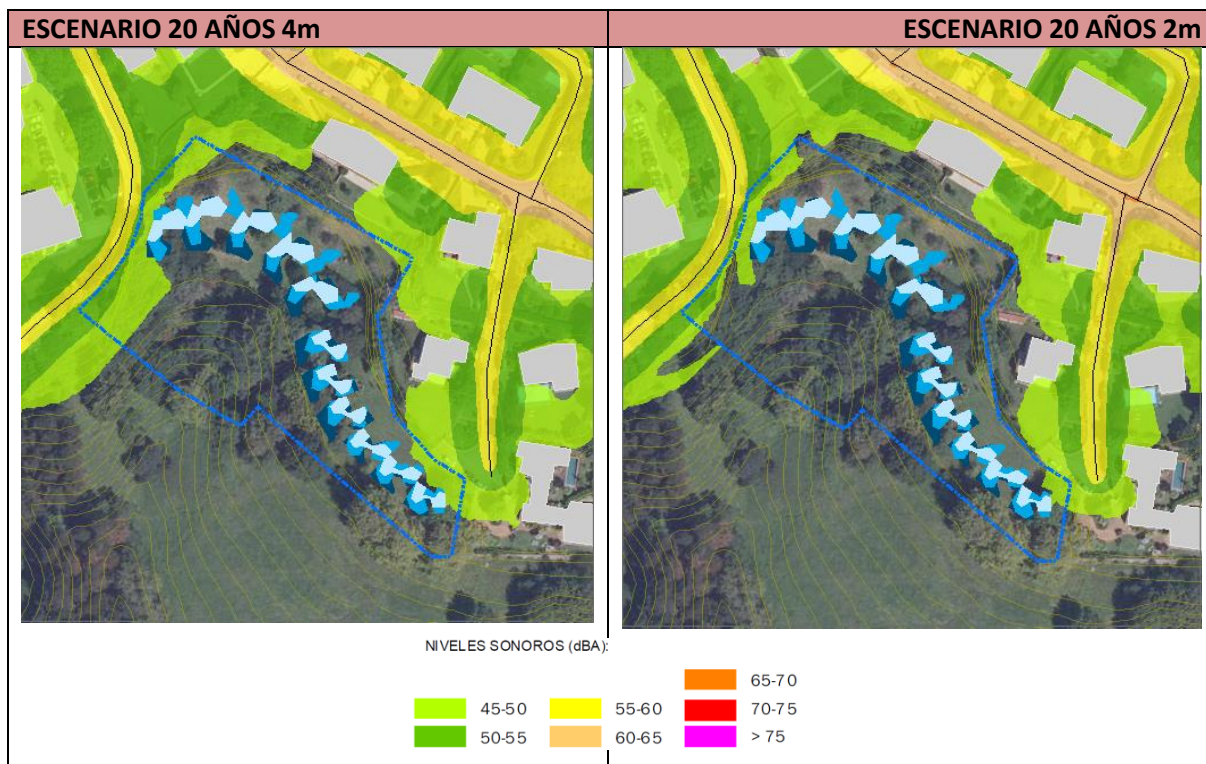 ESCENARIO 20 AÑOS 4m
ESCENARIO 20 AÑOS 2m
NIVELES SONOROS (dBA):
45-50
50-55
55-60
60-65
65-70
70-75
> 75